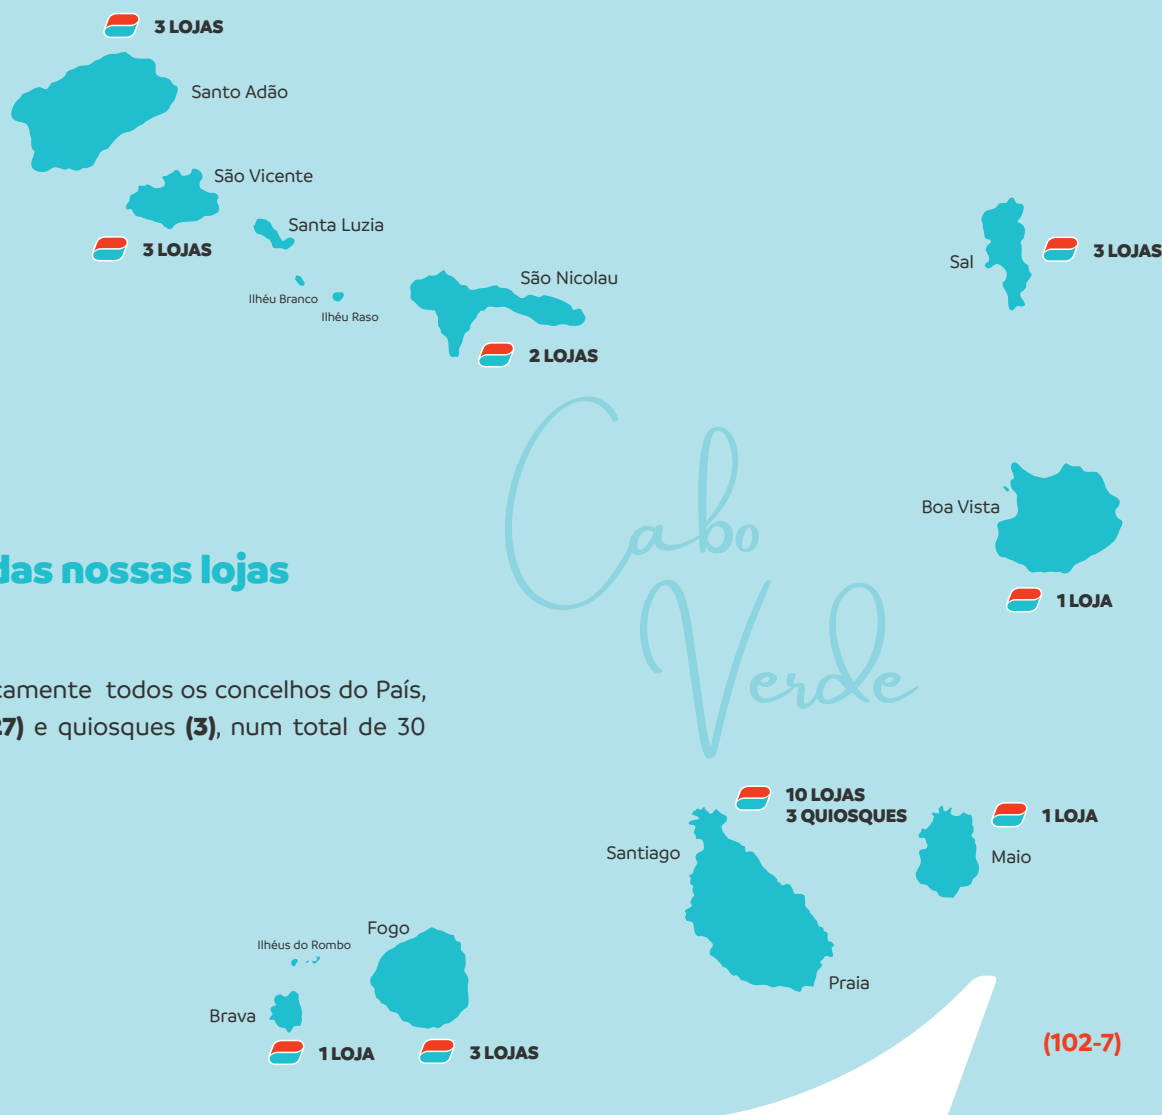 3 LOJAS
Santo Adão
São Vicente
3 LOJAS
Santa Luzia
Ilhéu Branco
Ilhéu Raso
São Nicolau
2 LOJAS
Sal
3 LOJAS
Cabo
Verde
Boa Vista
1 LOJA
das nossas lojas
todos os concelhos do País,
e quiosques (3), num total de 30
10 LOJAS
3 QUIOSQUES
Santiago
Praia
1 LOJA
Maio
Fogo
Ilhéus do Rombo
Brava
1 LOJA
3 LOJAS
(102-7)